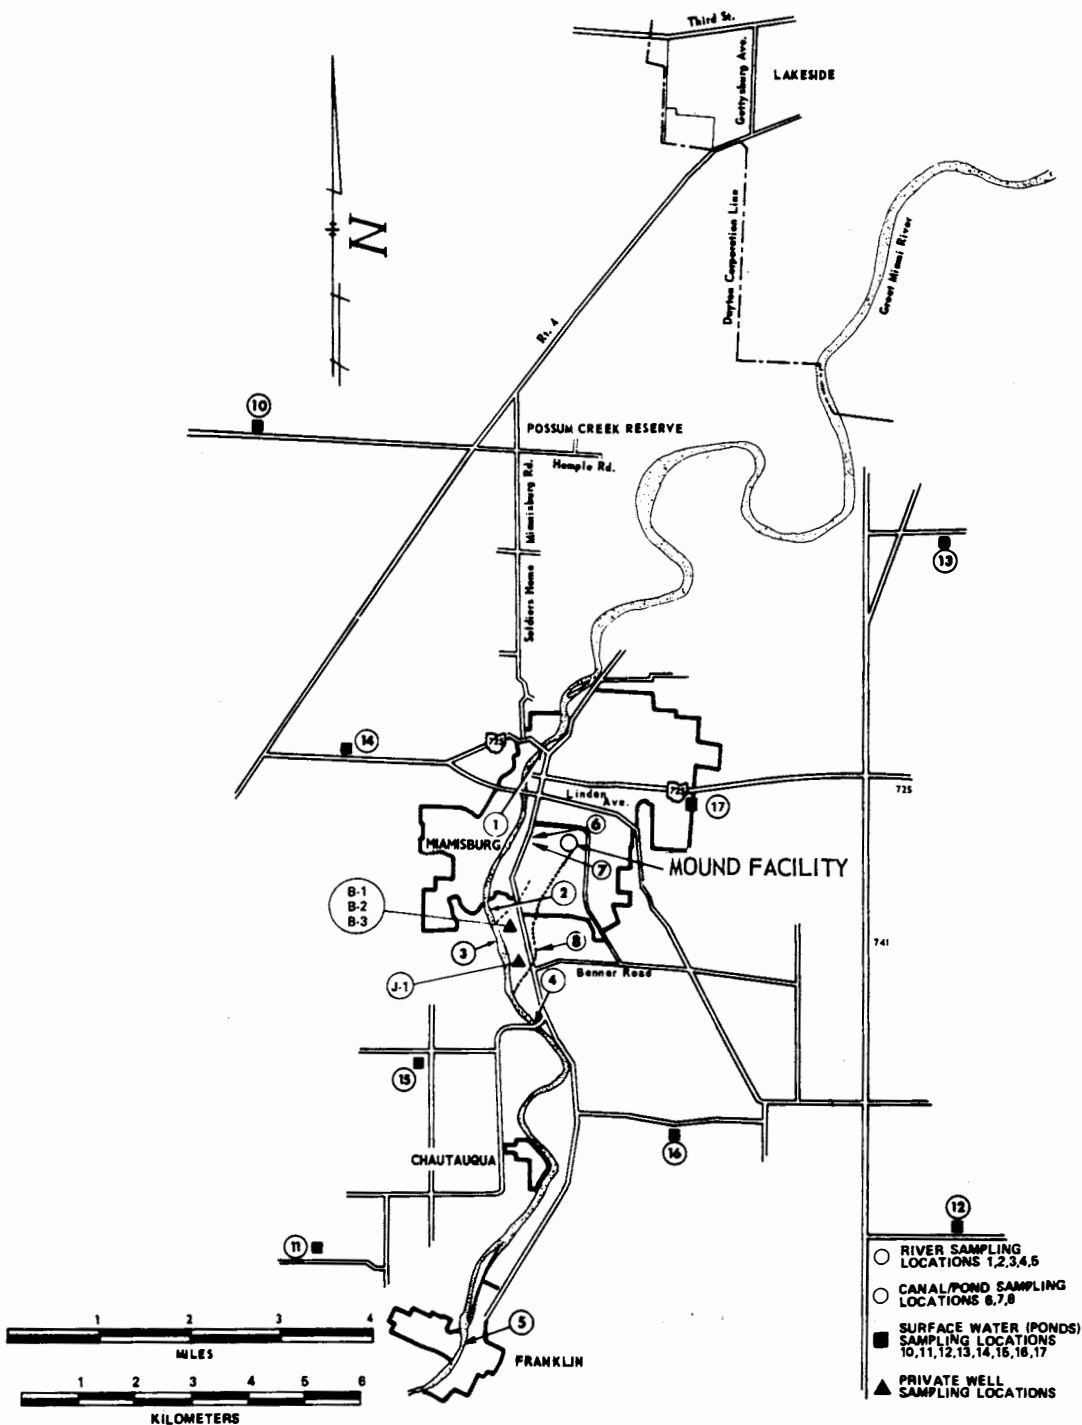 Third St.
Gettysburg Ave.
LAKESIDE
N
Dayton Corporation Line
Great Miami River
Rt. 4
10
POSSUM CREEK RESERVE
Hemple Rd.
Soldiers Home Miamisburg Rd.
13
14
725
725
725
17
Linden Ave.
1
6
MIAMISBURG
7
MOUND FACILITY
B-1
B-2
B-3
2
3
8
741
Benner Road
J-1
4
15
CHAUTAUQUA
16
12
11
5
FRANKLIN
1 2 3 4
MILES
1 2 3 4 5 6
KILOMETERS
RIVER SAMPLING
LOCATIONS 1,2,3,4,5
CANAL/POND SAMPLING
LOCATIONS 6,7,8
SURFACE WATER (PONDS)
SAMPLING LOCATIONS
10,11,12,13,14,15,16,17
PRIVATE WELL
SAMPLING LOCATIONS